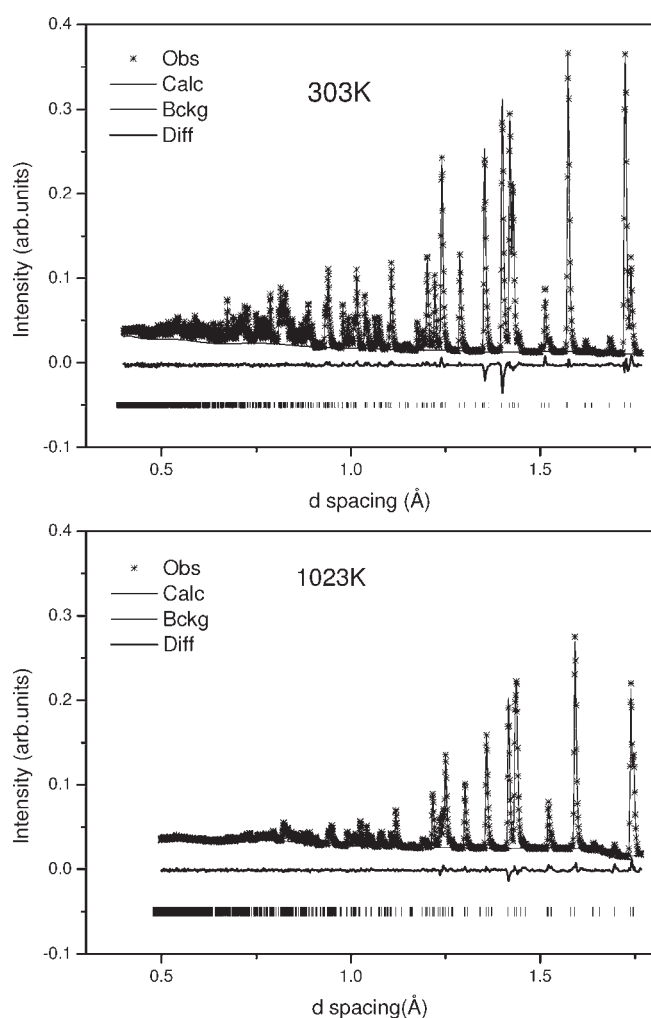 0.4
Obs
Calc
Bckg
Diff
303K
0.3
0.2
0.1
0.0
-0.1
Intensity (arb.units)
0.5 1.0 1.5
d spacing (Å)
0.4
Obs
Calc
Bckg
Diff
1023K
0.3
0.2
0.1
0.0
-0.1
Intensity (arb.units)
0.5 1.0 1.5
d spacing(Å)